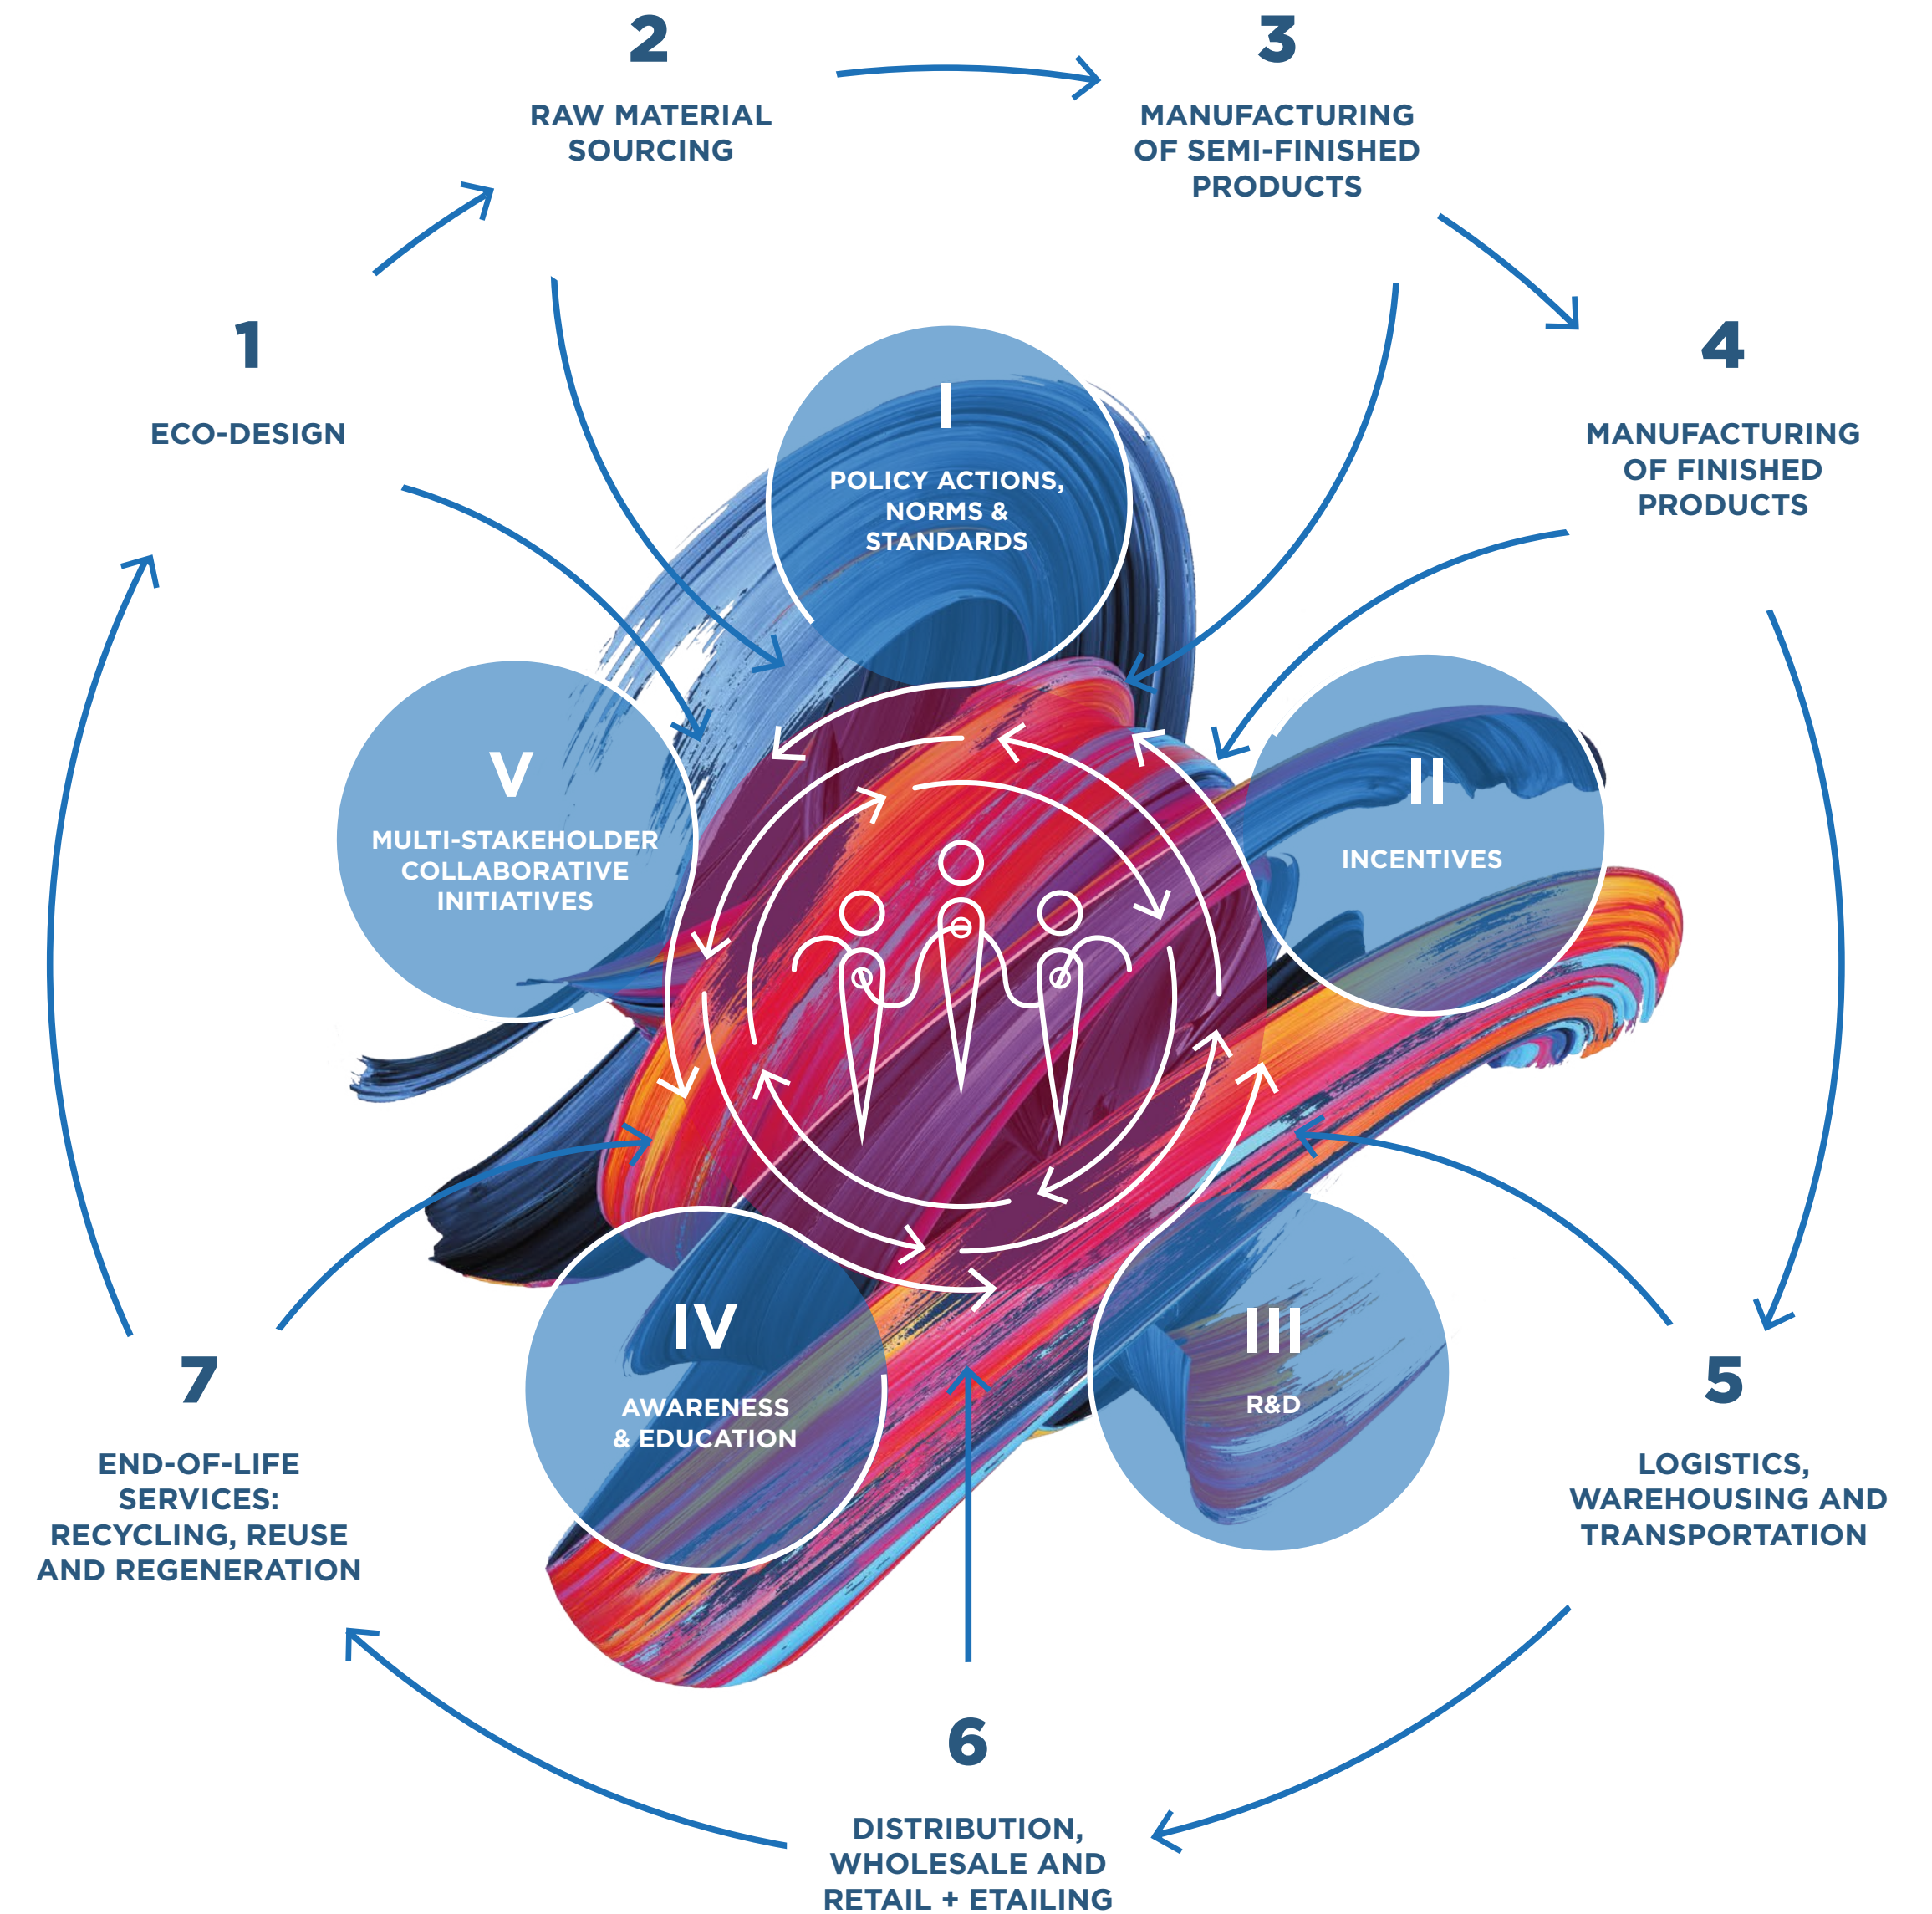 1
ECO-DESIGN
2
RAW MATERIAL
SOURCING
3
MANUFACTURING
OF SEMI-FINISHED
PRODUCTS
4
MANUFACTURING
OF FINISHED
PRODUCTS
5
LOGISTICS,
WAREHOUSING AND
TRANSPORTATION
6
DISTRIBUTION,
WHOLESALE AND
RETAIL + ETAILING
7
END-OF-LIFE
SERVICES:
RECYCLING, REUSE
AND REGENERATION
I
POLICY ACTIONS,
NORMS &
STANDARDS
II
INCENTIVES
III
R&D
IV
AWARENESS
& EDUCATION
V
MULTI-STAKEHOLDER
COLLABORATIVE
INITIATIVES